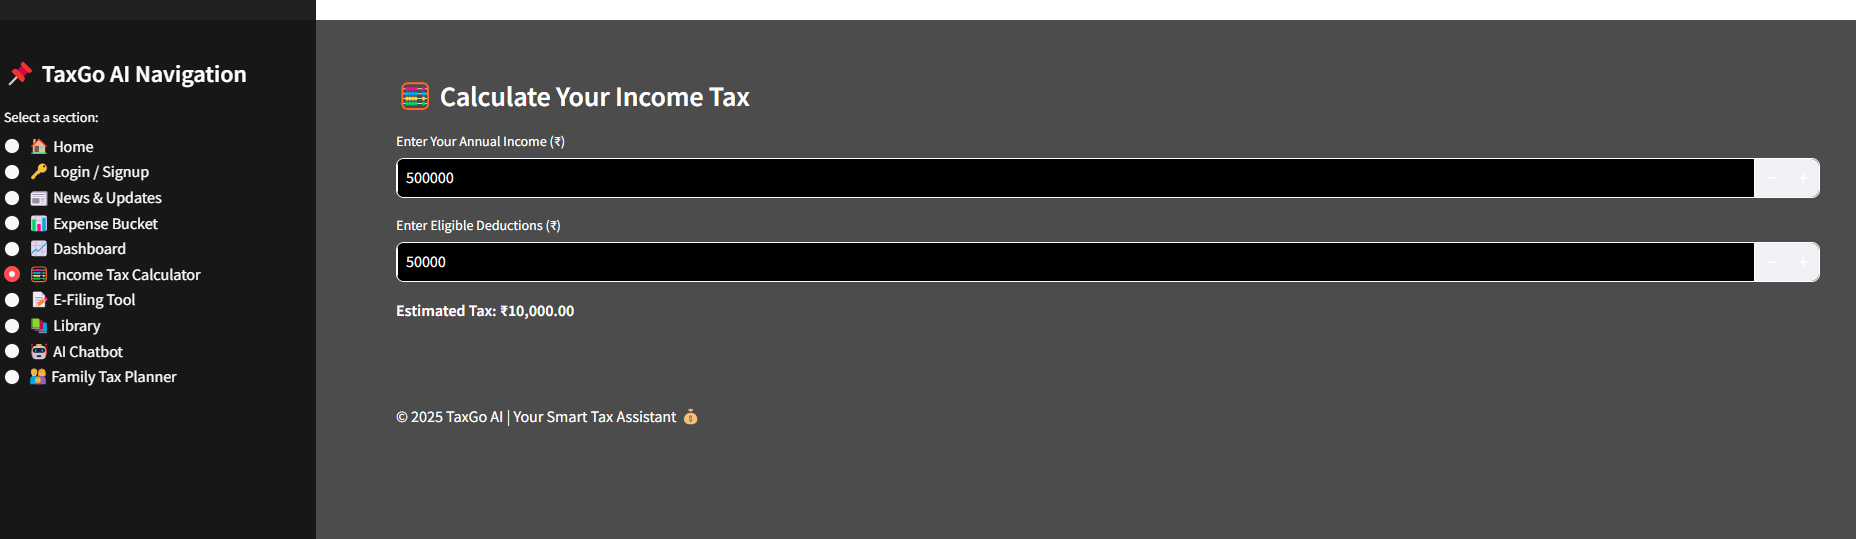 TaxGo AI Navigation
Select a section:
Home
Login / Signup
News & Updates
Expense Bucket
Dashboard
Income Tax Calculator
E-Filing Tool
Library
AI Chatbot
Family Tax Planner
Calculate Your Income Tax
Enter Your Annual Income (₹)
500000
Enter Eligible Deductions (₹)
50000
Estimated Tax: ₹10,000.00
© 2025 TaxGo AI | Your Smart Tax Assistant